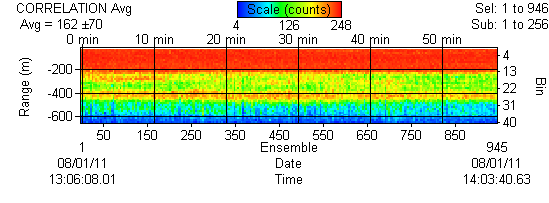 CORRELATION Avg
Scale (counts)
Sel: 1 to 946
Avg = 162 ±70
4 126 248
Sub: 1 to 256
0 min 10 min 20 min 30 min 40 min 50 min
Range (m)
-200
-400
-600
4
13
22
31
40
Bin
50 150 250 350 450 550 650 750 850
1 Ensemble 945
08/01/11 Date 08/01/11
13:06:08.01 Time 14:03:40.63